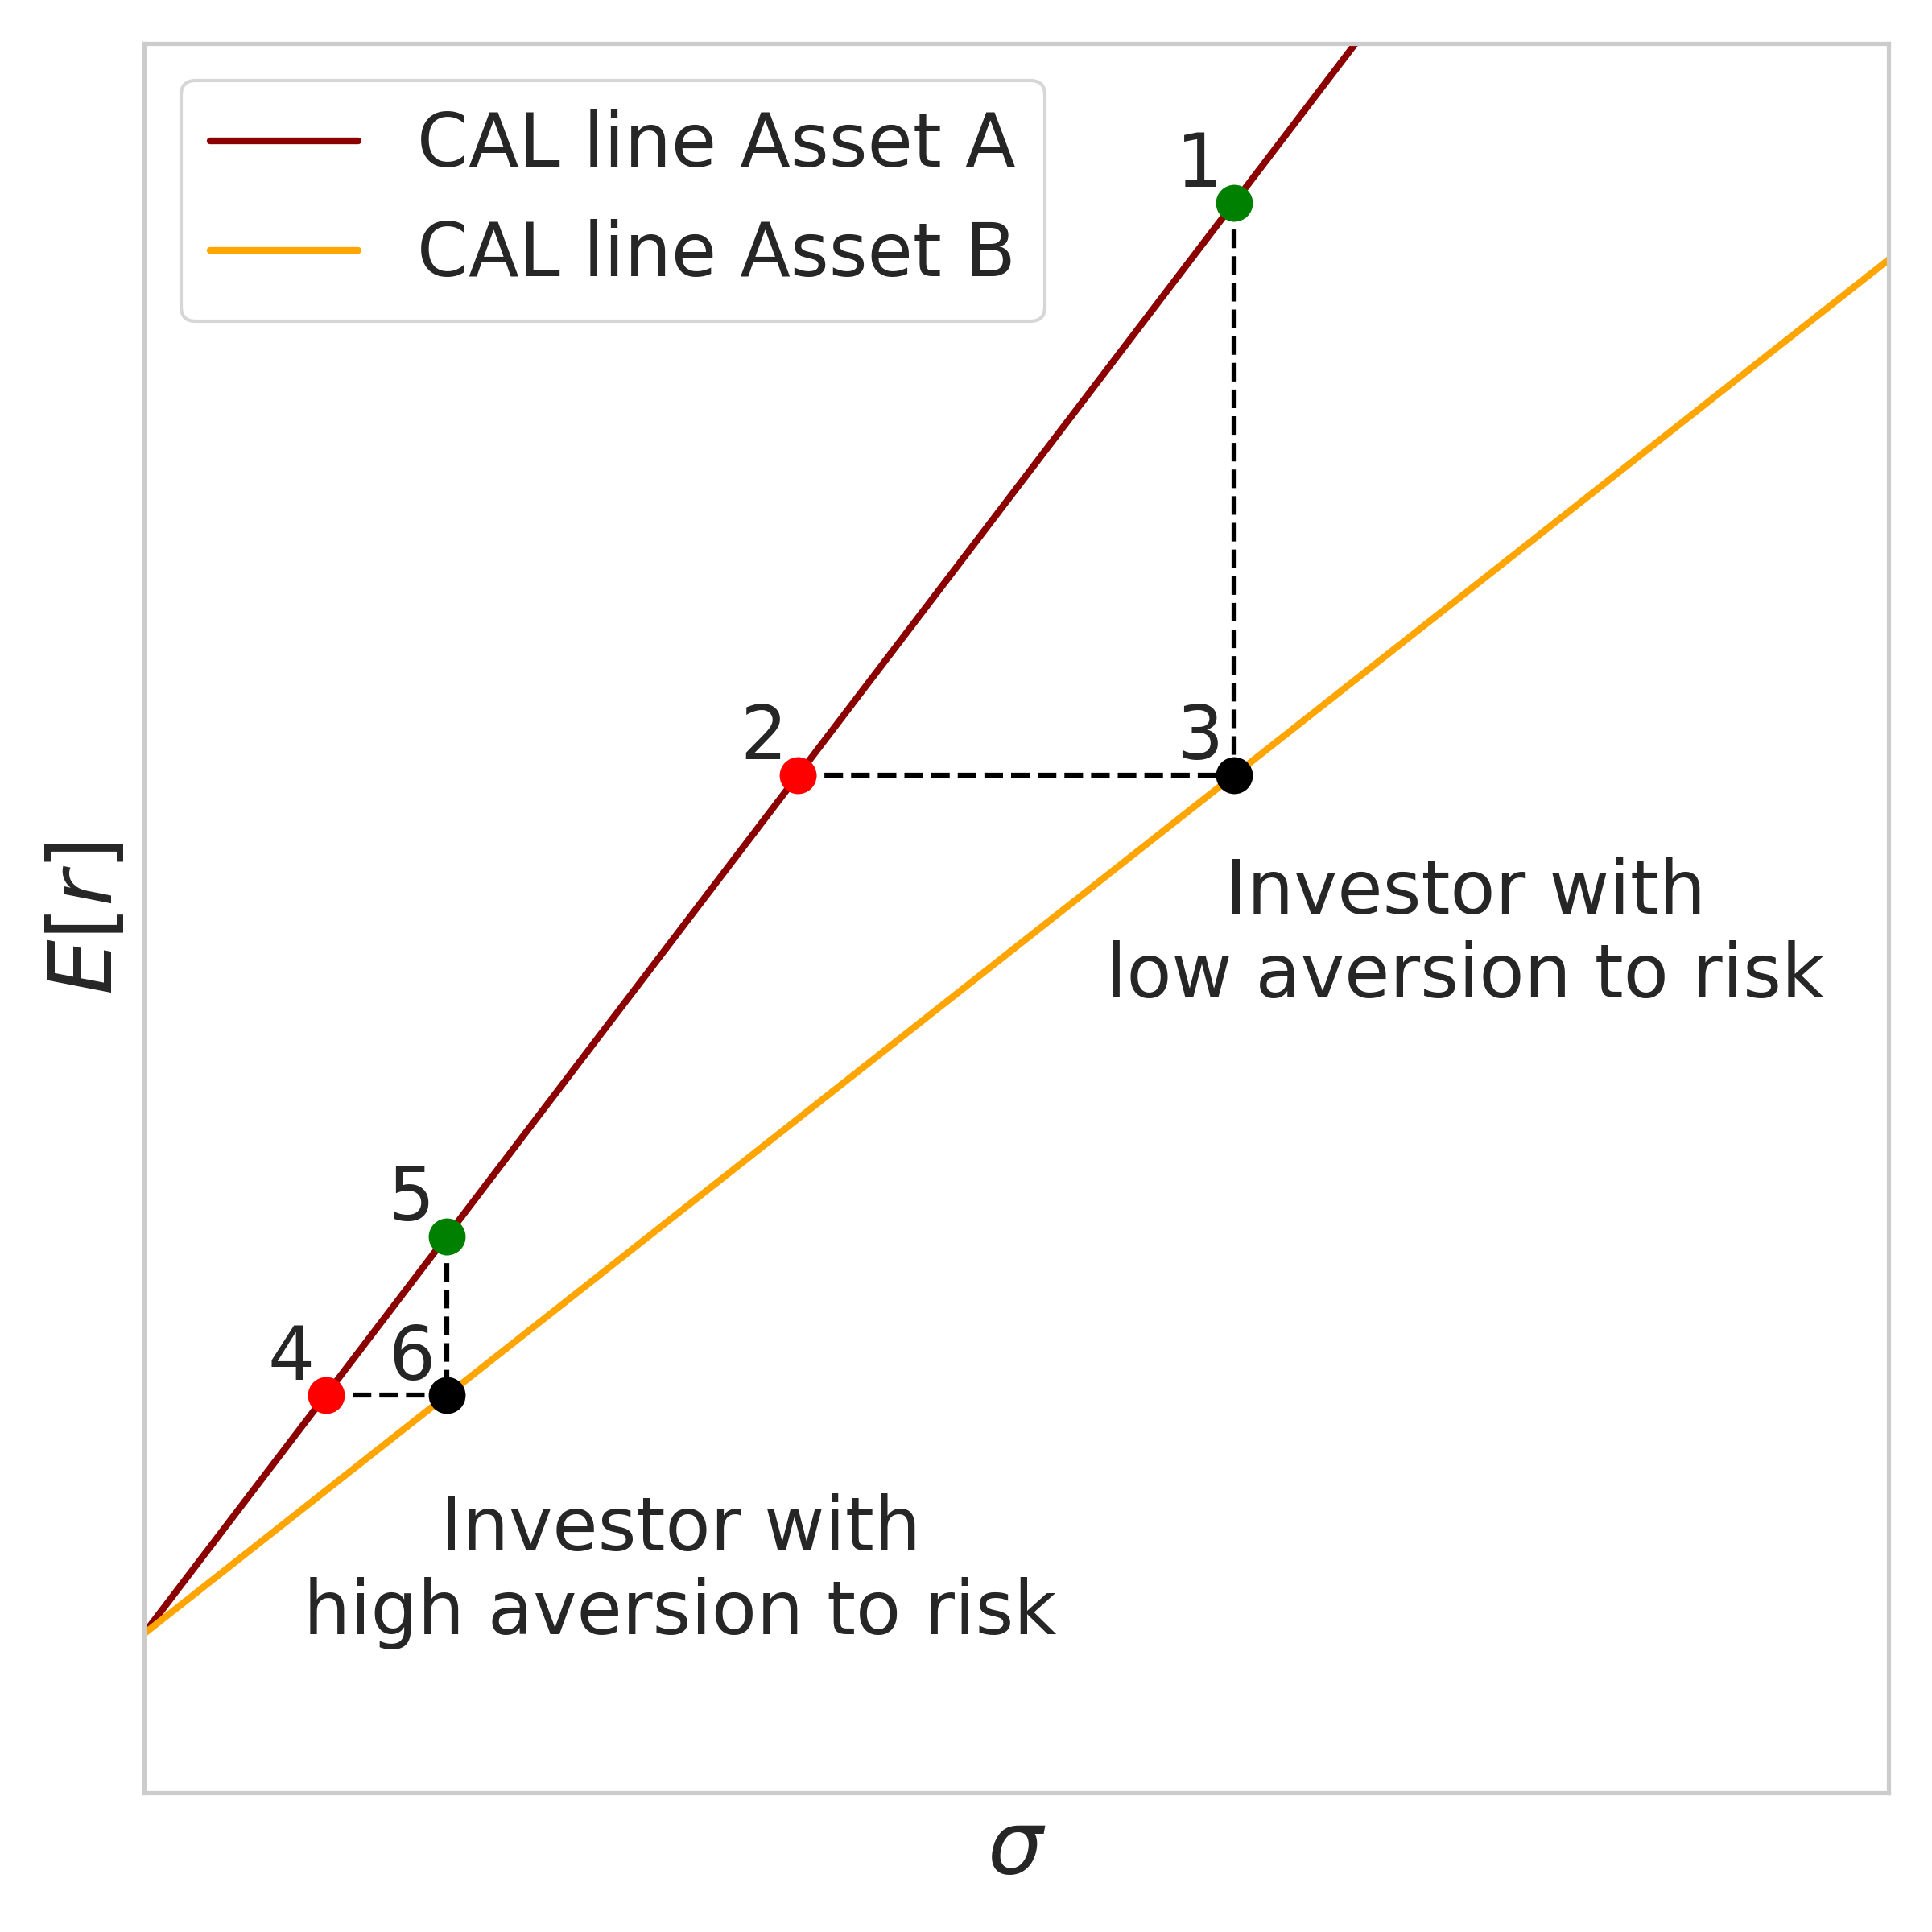 CAL line Asset A
CAL line Asset B
1
2
3
Investor with
low aversion to risk
E[r]
5
4
6
Investor with
high aversion to risk
σ